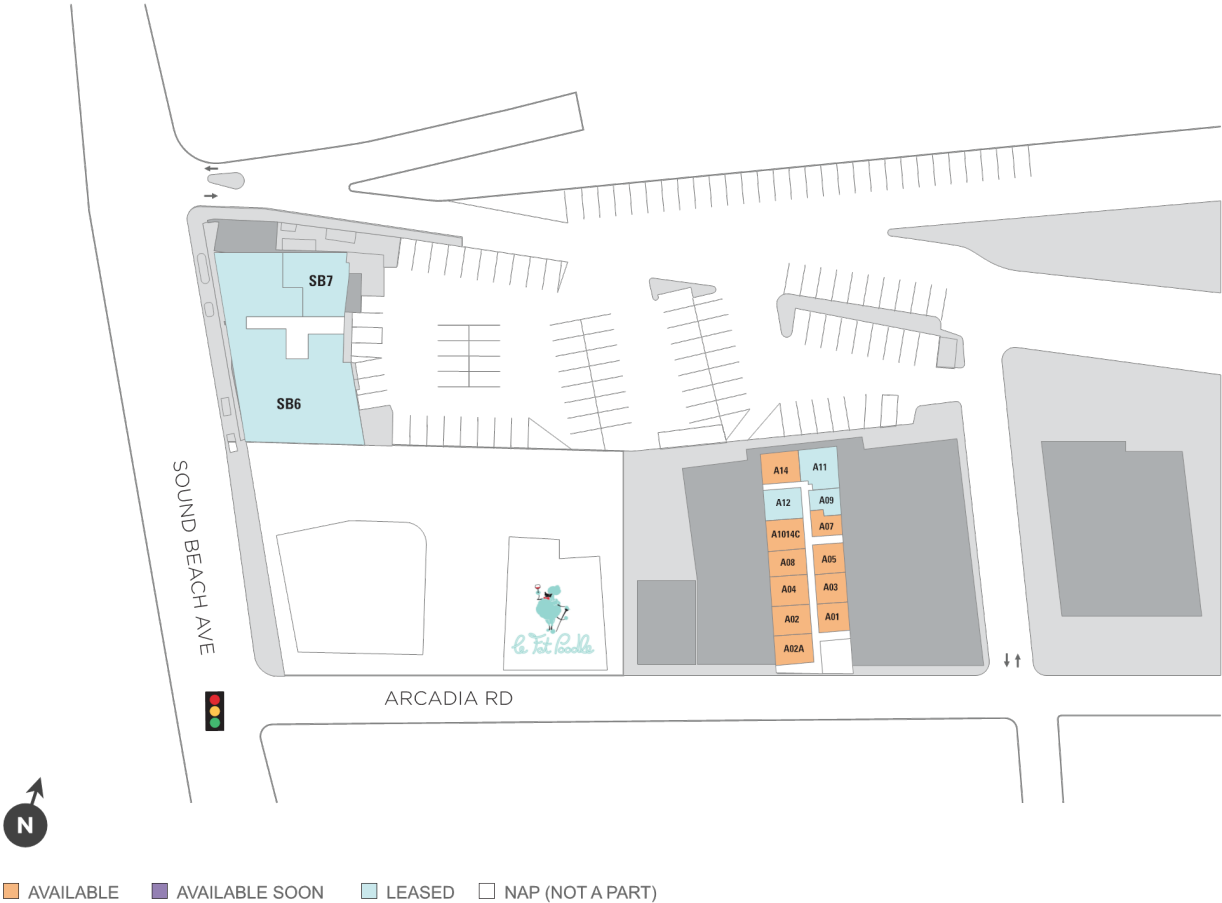 SB7
SB6
A14
A11
A12
A09
A1014C
A07
A08
A05
A04
A03
A02
A01
A02A
SOUND BEACH AVE
le Fat Poodle
ARCADIA RD
N
AVAILABLE
AVAILABLE SOON
LEASED
NAP (NOT A PART)